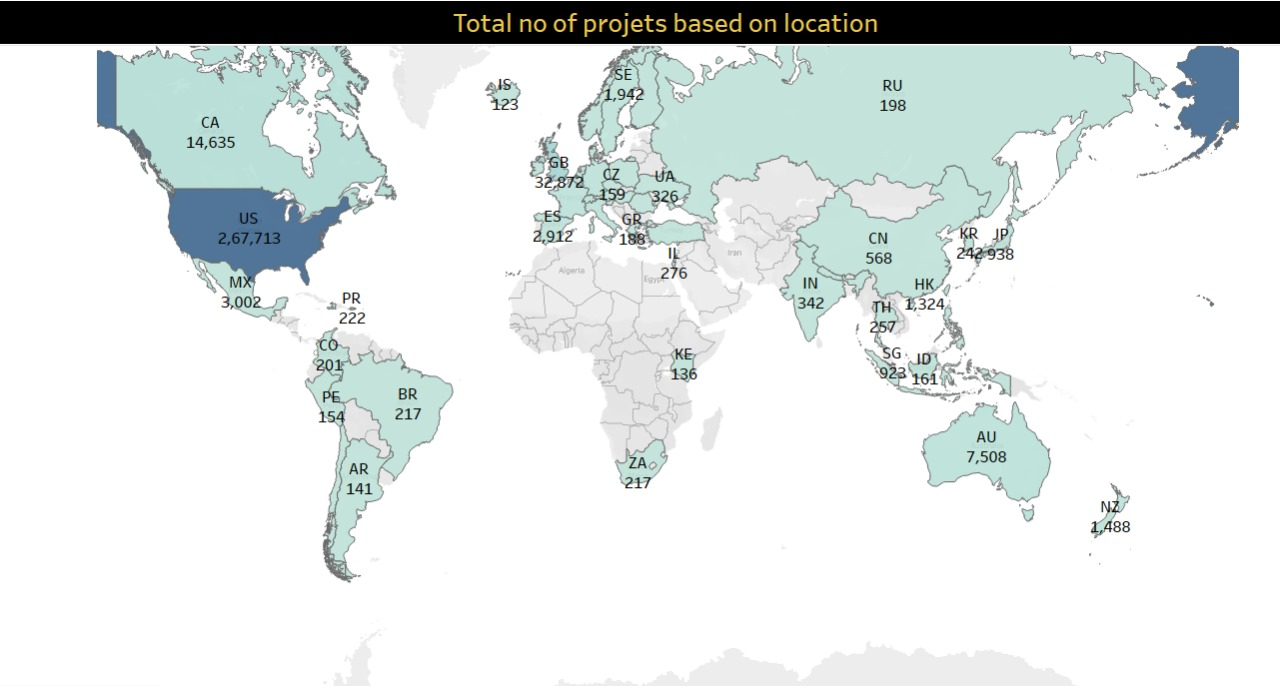 Total no of projets based on location
IS
123
SE
1,942
RU
198
CA
14,635
GB
32,872
CZ
159
UA
326
US
2,67,713
ES
2,912
GR
188
CN
568
KR
242
JP
938
Iran
IL
276
Algeria
Egypt
MX
3,002
PR
222
IN
342
HK
1,324
TH
257
CO
201
KE
136
SG
923
ID
161
PE
154
BR
217
AU
7,508
AR
141
ZA
217
NZ
1,488